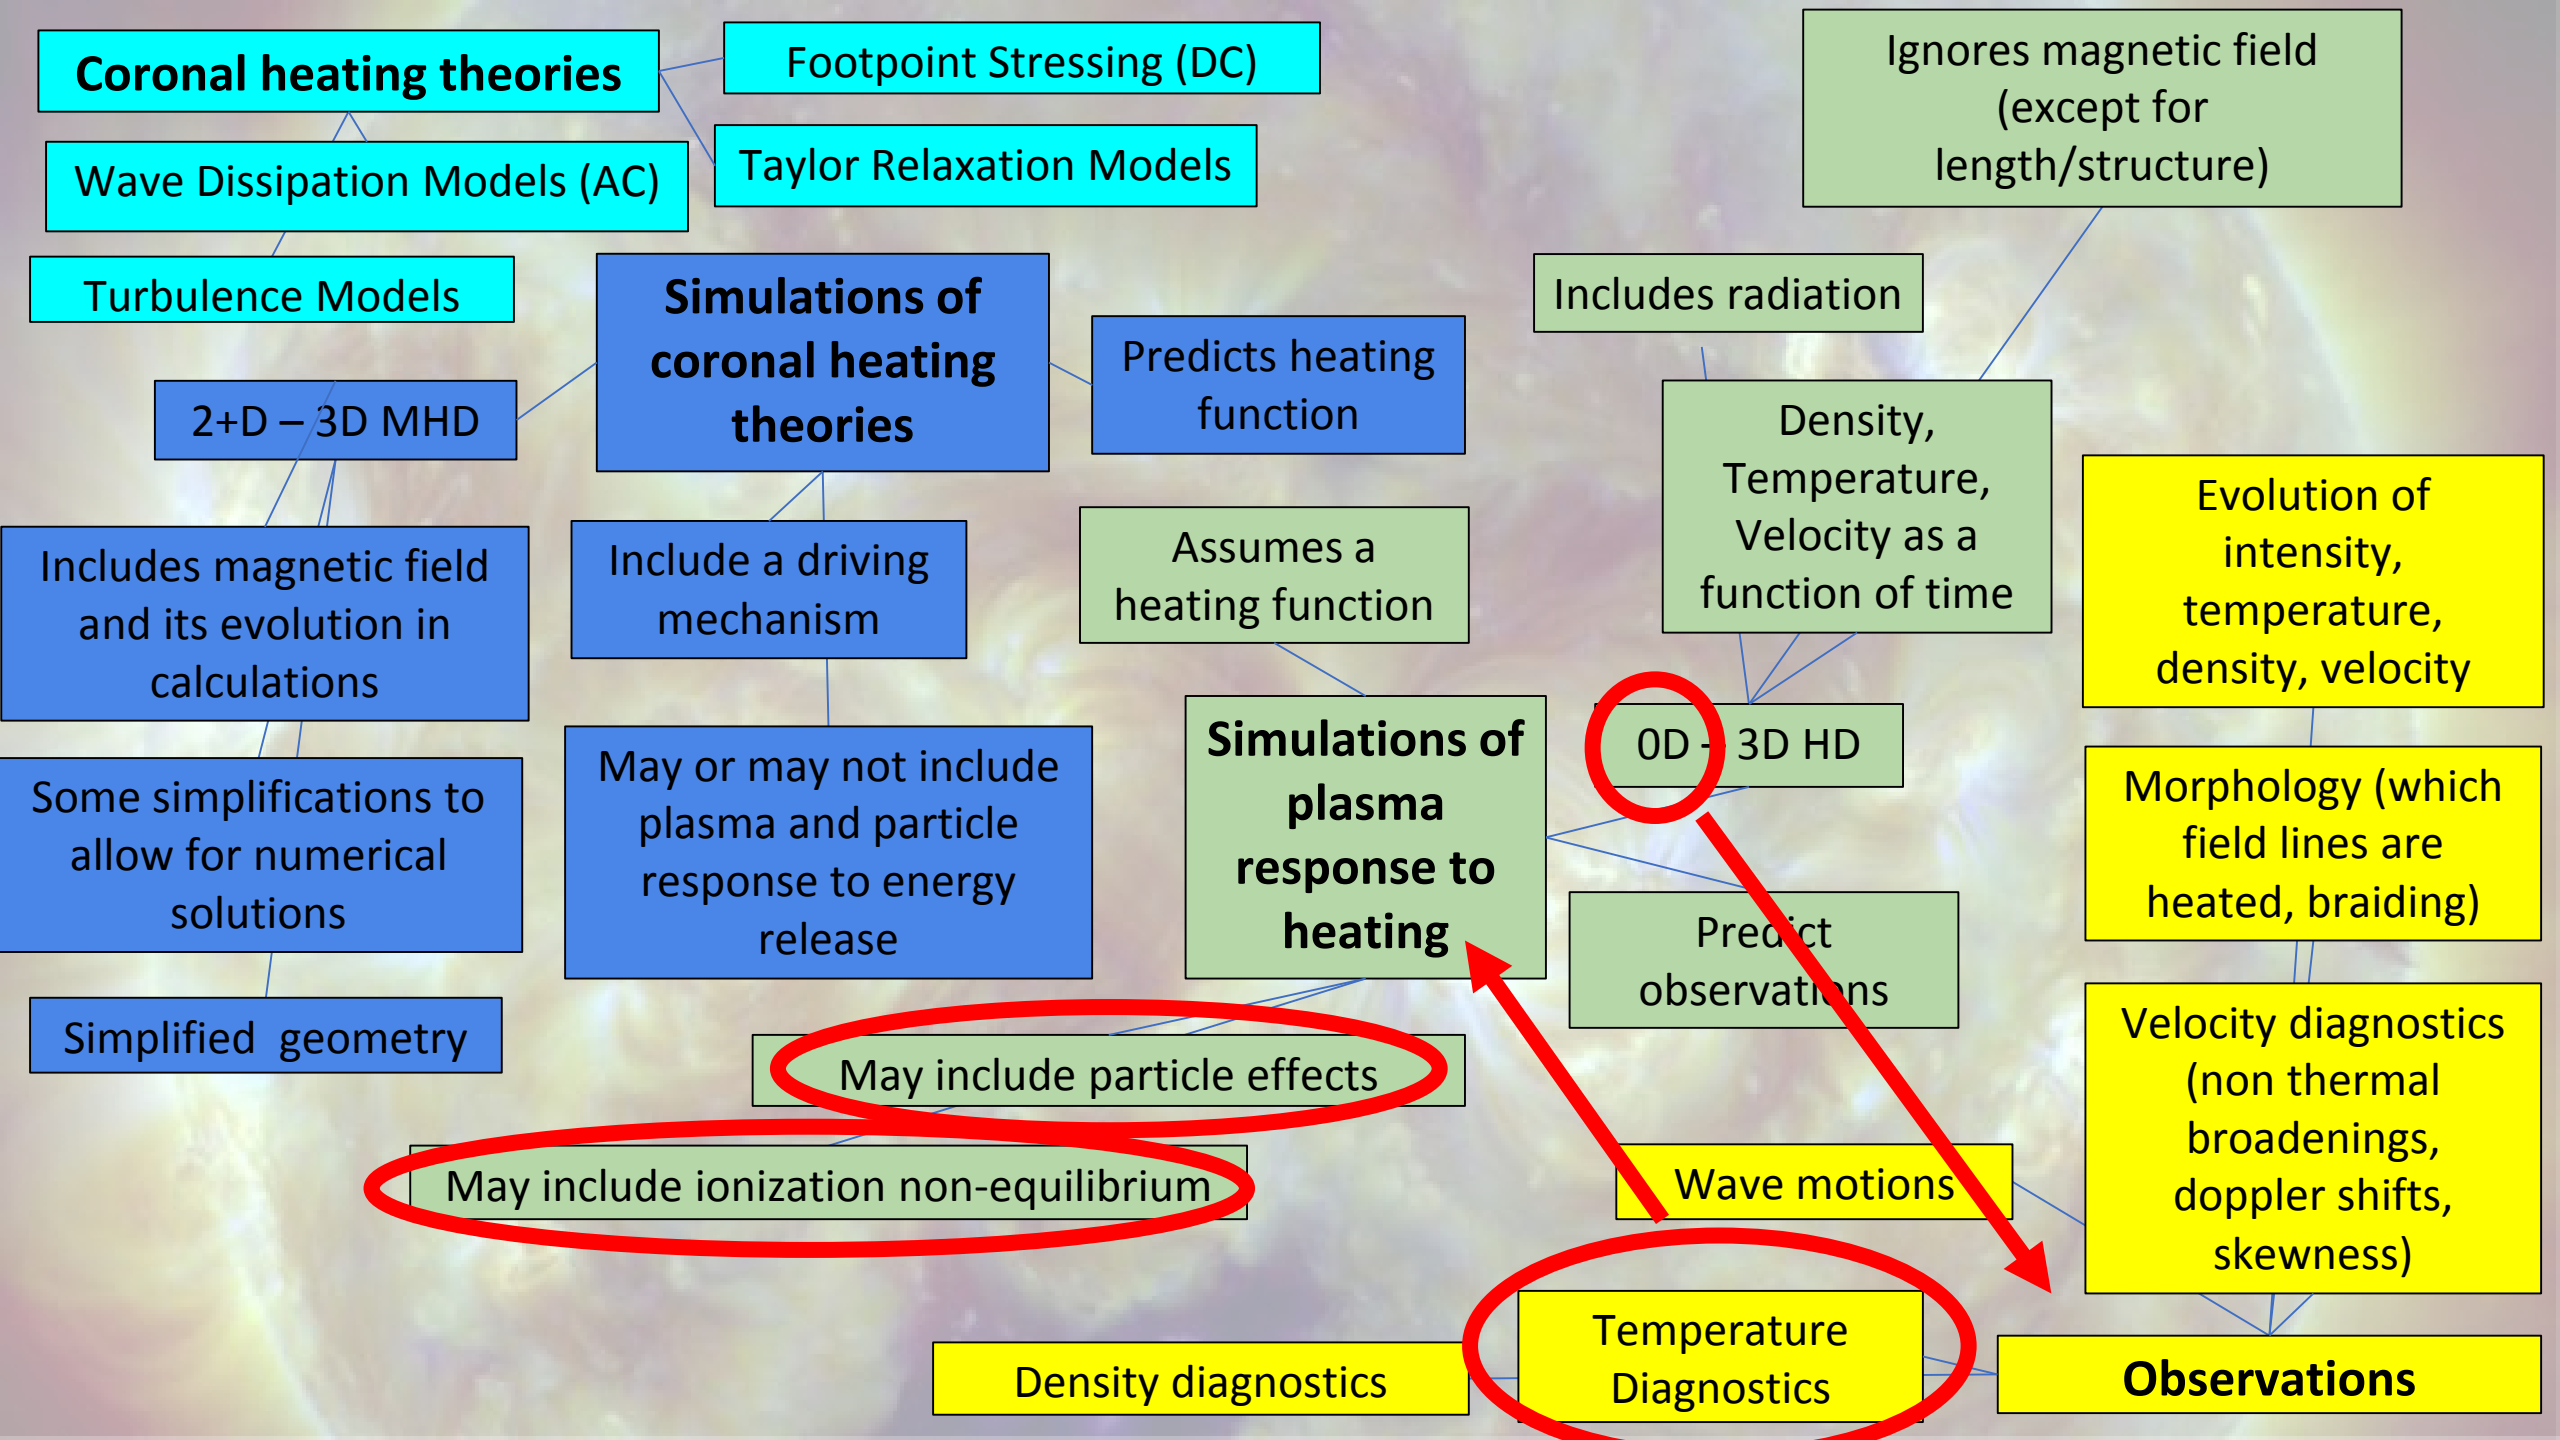 Coronal heating theories
Footpoint Stressing (DC)
Wave Dissipation Models (AC)
Taylor Relaxation Models
Turbulence Models
Simulations of
coronal heating
theories
Predicts heating
function
2+D – 3D MHD
Includes magnetic field
and its evolution in
calculations
Include a driving
mechanism
Some simplifications to
allow for numerical
solutions
May or may not include
plasma and particle
response to energy
release
Simplified  geometry
Ignores magnetic field
(except for
length/structure)
Includes radiation
Density,
Temperature,
Velocity as a
function of time
Assumes a
heating function
Simulations of
plasma
response to
heating
0D – 3D HD
Predict
observations
May include particle effects
May include ionization non-equilibrium
Evolution of
intensity,
temperature,
density, velocity
Morphology (which
field lines are
heated, braiding)
Velocity diagnostics
(non thermal
broadenings,
doppler shifts,
skewness)
Wave motions
Temperature
Diagnostics
Density diagnostics
Observations